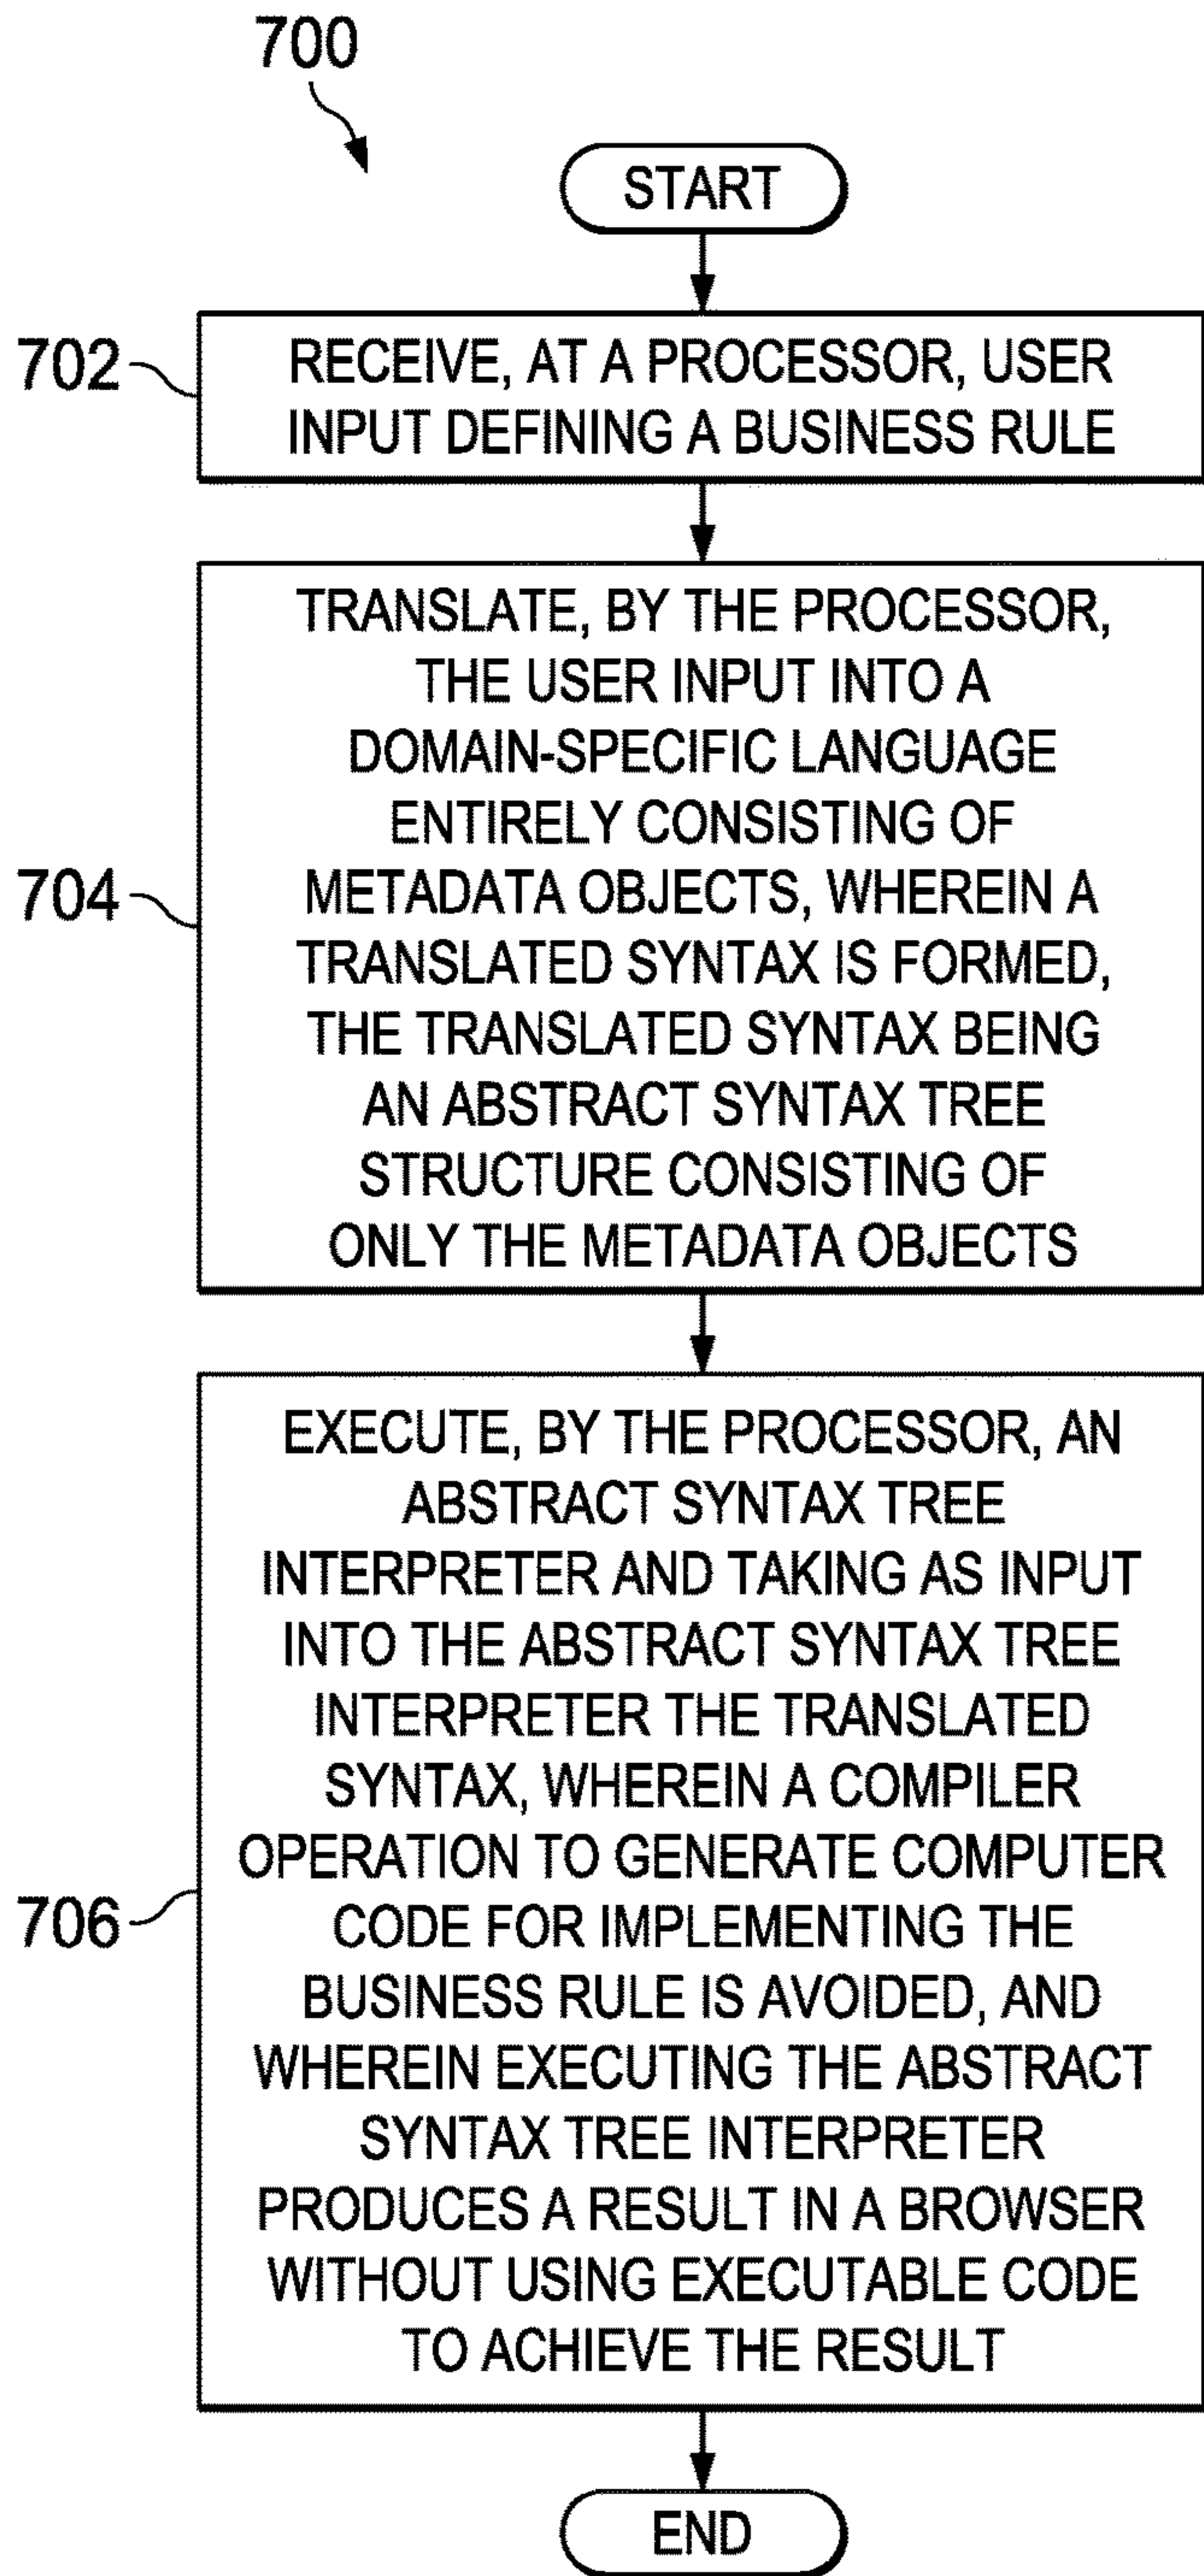 700
START
702
RECEIVE, AT A PROCESSOR, USER
INPUT DEFINING A BUSINESS RULE
704
TRANSLATE, BY THE PROCESSOR,
THE USER INPUT INTO A
DOMAIN-SPECIFIC LANGUAGE
ENTIRELY CONSISTING OF
METADATA OBJECTS, WHEREIN A
TRANSLATED SYNTAX IS FORMED,
THE TRANSLATED SYNTAX BEING
AN ABSTRACT SYNTAX TREE
STRUCTURE CONSISTING OF
ONLY THE METADATA OBJECTS
706
EXECUTE, BY THE PROCESSOR, AN
ABSTRACT SYNTAX TREE
INTERPRETER AND TAKING AS INPUT
INTO THE ABSTRACT SYNTAX TREE
INTERPRETER THE TRANSLATED
SYNTAX, WHEREIN A COMPILER
OPERATION TO GENERATE COMPUTER
CODE FOR IMPLEMENTING THE
BUSINESS RULE IS AVOIDED, AND
WHEREIN EXECUTING THE ABSTRACT
SYNTAX TREE INTERPRETER
PRODUCES A RESULT IN A BROWSER
WITHOUT USING EXECUTABLE CODE
TO ACHIEVE THE RESULT
END